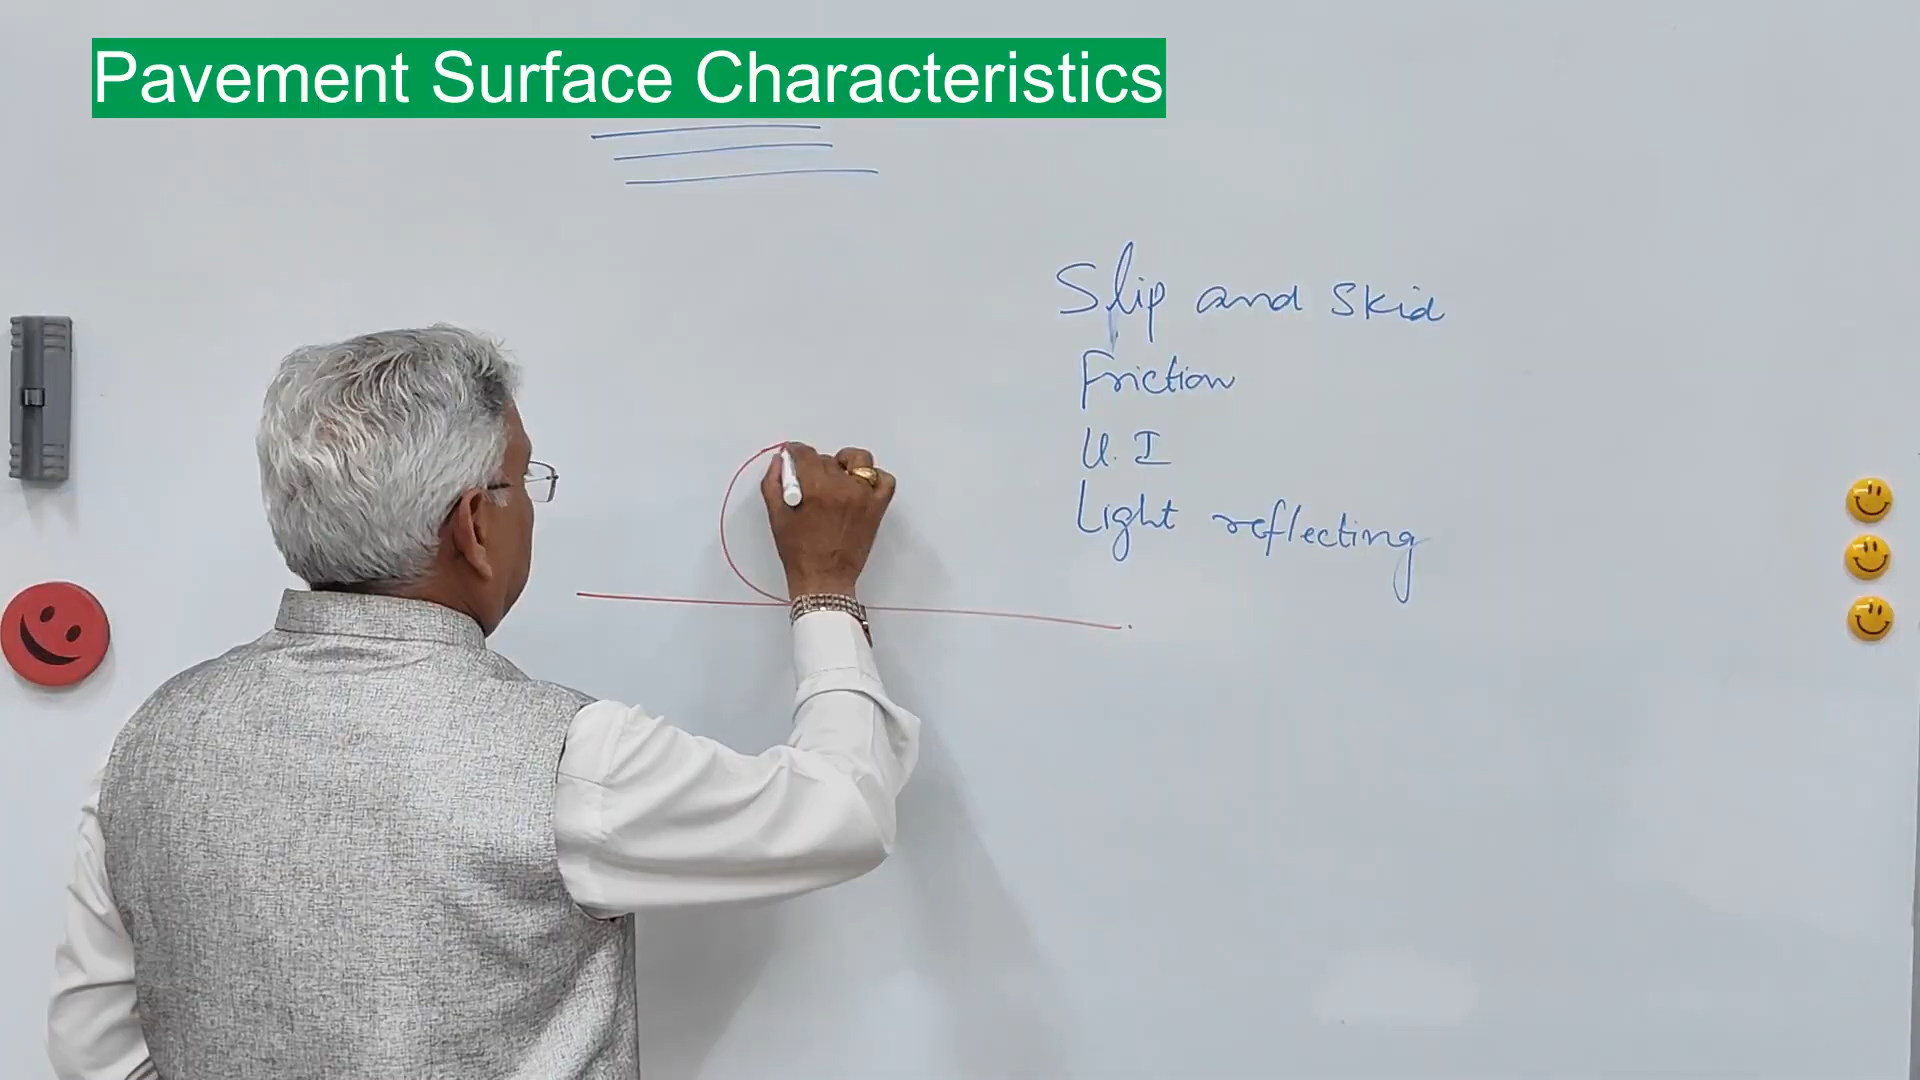 Pavement Surface Characteristics
Slip and skid
Friction
U.I
Light reflecting